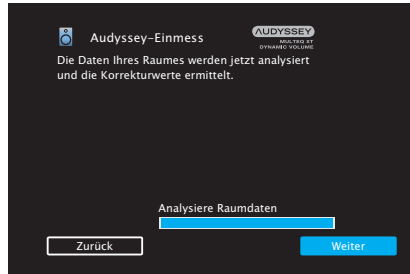 Audyssey-Einmess
AUDYSSEY
MULTEQ XT
DYNAMIC VOLUME
Die Daten Ihres Raumes werden jetzt analysiert
und die Korrekturwerte ermittelt.
Analysiere Raumdaten
Zurück
Weiter